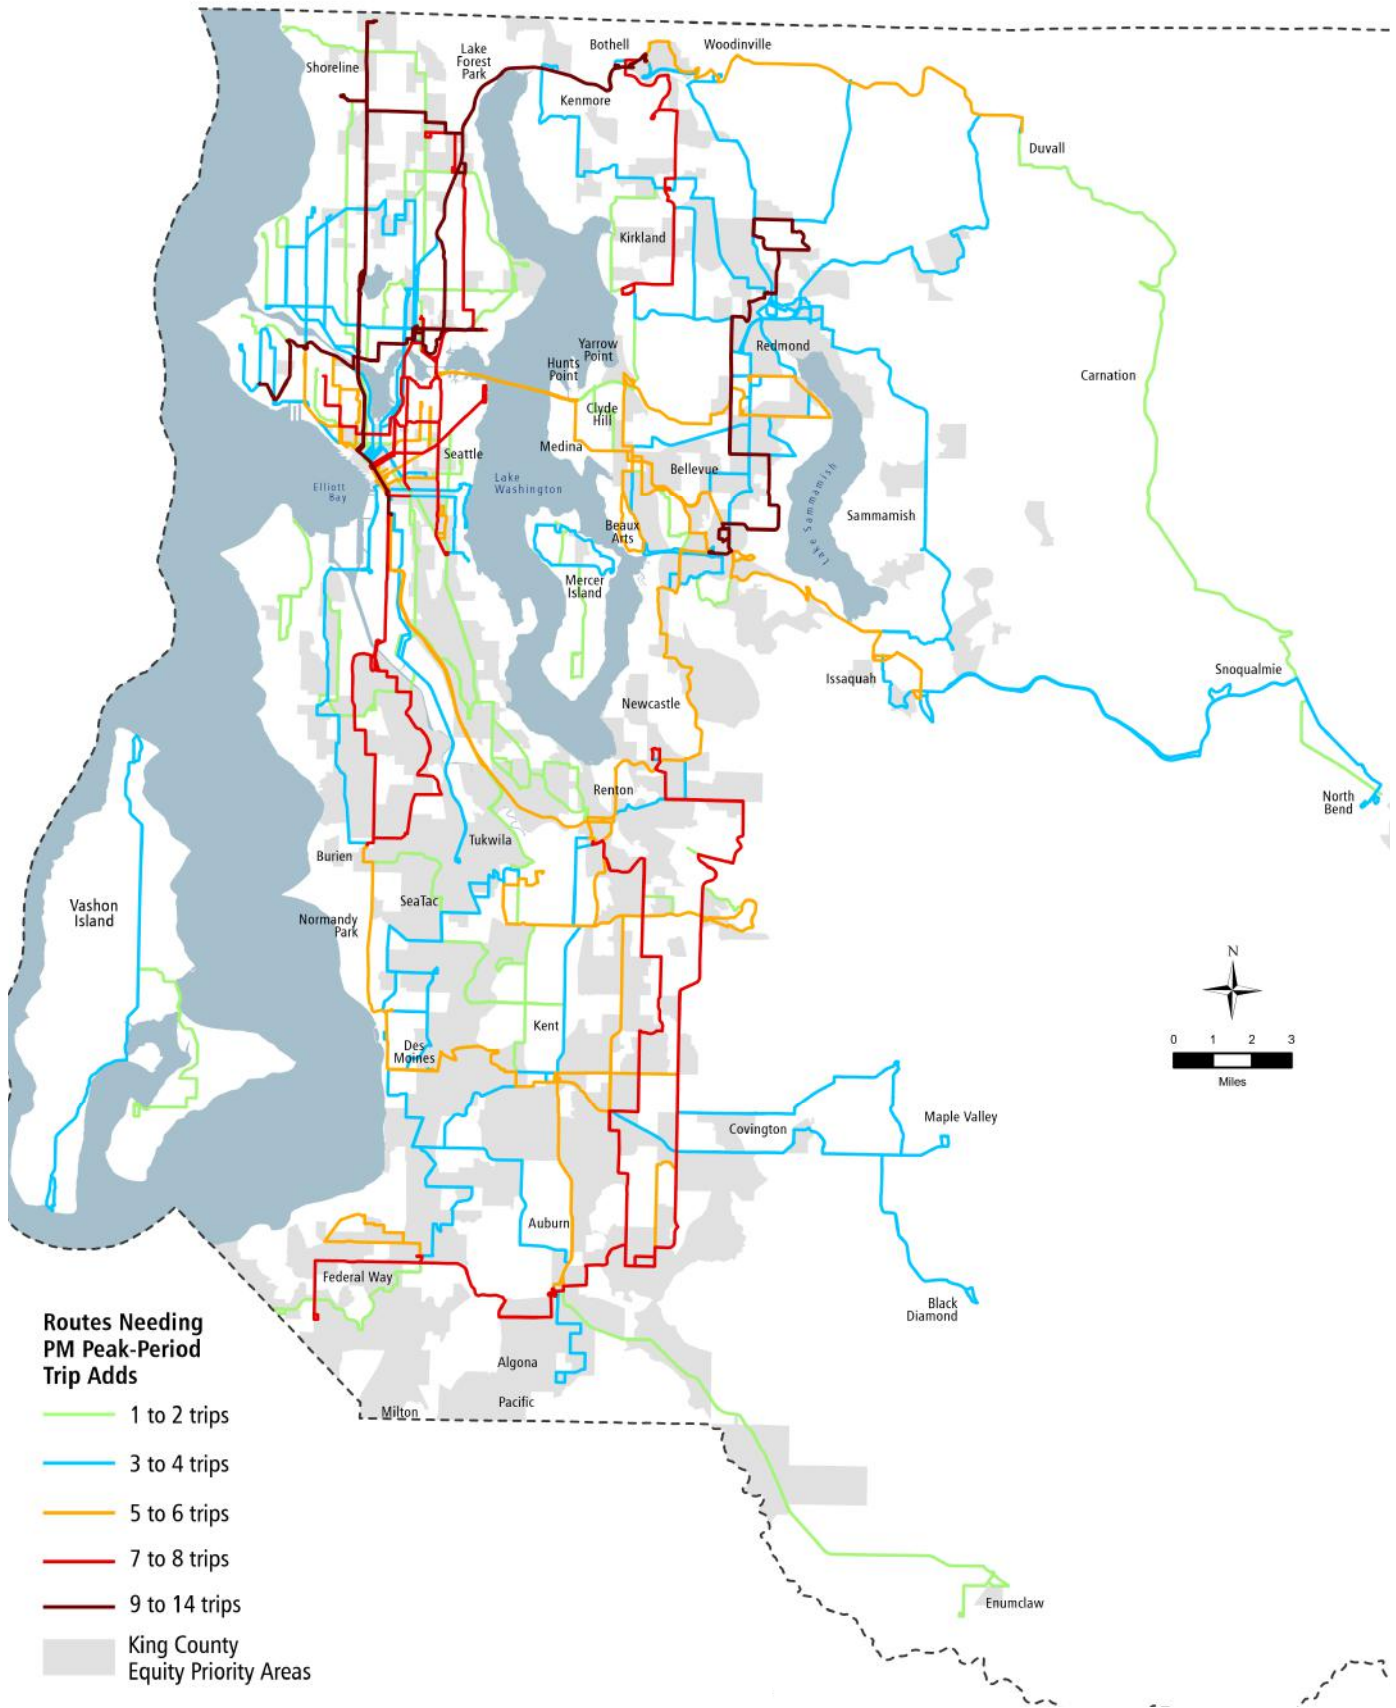 Bothell
Woodinville
Lake
Forest
Park
Shoreline
Kenmore
Duvall
Carnation
Kirkland
Yarrow
Point
Hunts
Point
Redmond
Clyde
Hill
Medina
Seattle
Bellevue
Elliott
Bay
Lake
Washington
Lake Sammamish
Sammamish
Beaux
Arts
Mercer
Island
Issaquah
Snoqualmie
Newcastle
North
Bend
Renton
Tukwila
Burien
SeaTac
Vashon
Island
Normandy
Park
N
0 1 2 3
Miles
Kent
Des
Moines
Covington
Maple Valley
Auburn
Federal Way
Black
Diamond
Algona
Pacific
Milton
Enumclaw
Routes Needing
PM Peak-Period
Trip Adds
1 to 2 trips
3 to 4 trips
5 to 6 trips
7 to 8 trips
9 to 14 trips
King County
Equity Priority Areas